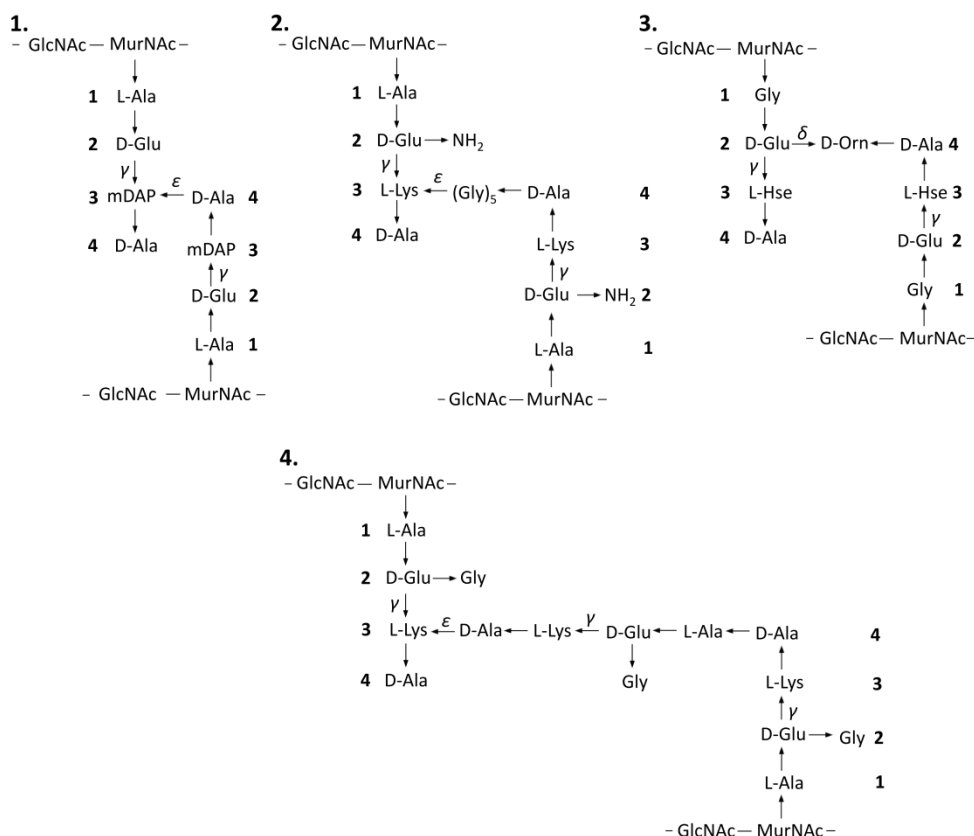 1.
– GlcNAc — MurNAc –
1 L-Ala
2 D-Glu
γ
3 mDAP ε D-Ala 4
4 D-Ala mDAP 3
γ
D-Glu 2
L-Ala 1
– GlcNAc — MurNAc –
2.
– GlcNAc — MurNAc –
1 L-Ala
2 D-Glu NH2
γ
3 L-Lys ε (Gly)5 D-Ala 4
4 D-Ala
L-Lys 3
γ
D-Glu NH2 2
L-Ala 1
– GlcNAc — MurNAc –
3.
– GlcNAc — MurNAc –
1 Gly
2 D-Glu δ D-Orn D-Ala 4
γ
3 L-Hse L-Hse 3
γ
4 D-Ala D-Glu 2
Gly 1
– GlcNAc — MurNAc –
4.
– GlcNAc — MurNAc –
1 L-Ala
2 D-Glu Gly
γ
3 L-Lys ε D-Ala L-Lys γ D-Glu L-Ala D-Ala 4
4 D-Ala Gly L-Lys 3
γ
D-Glu Gly 2
L-Ala 1
– GlcNAc — MurNAc –